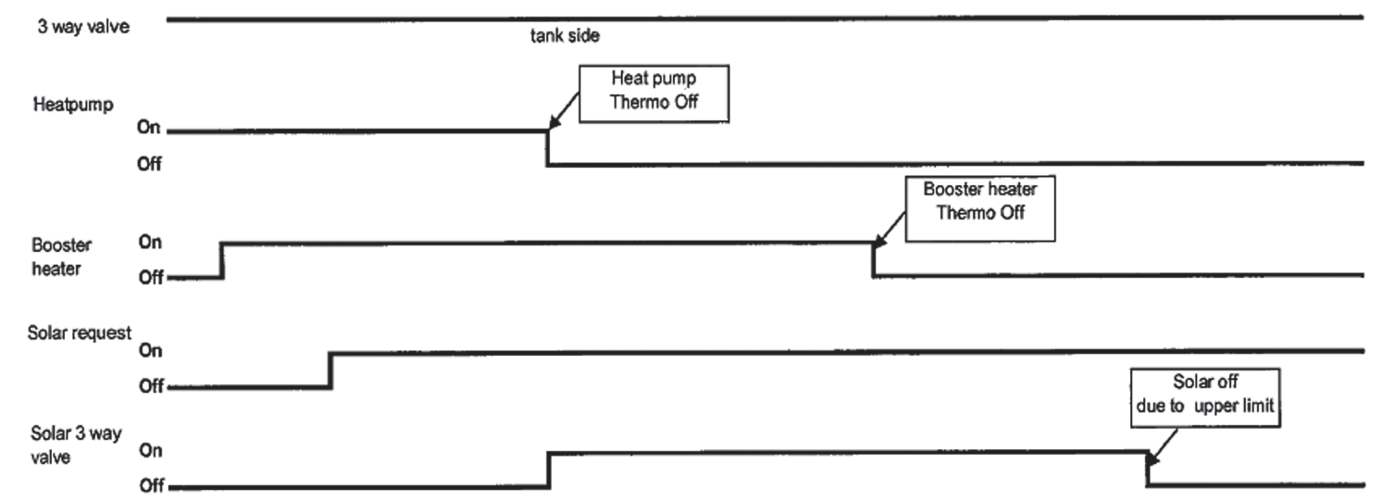 3 way valve
tank side
Heat pump
Thermo Off
Heatpump
On
Off
Booster heater
Thermo Off
Booster
heater
On
Off
Solar request
On
Off
Solar off
due to upper limit
Solar 3 way
valve
On
Off